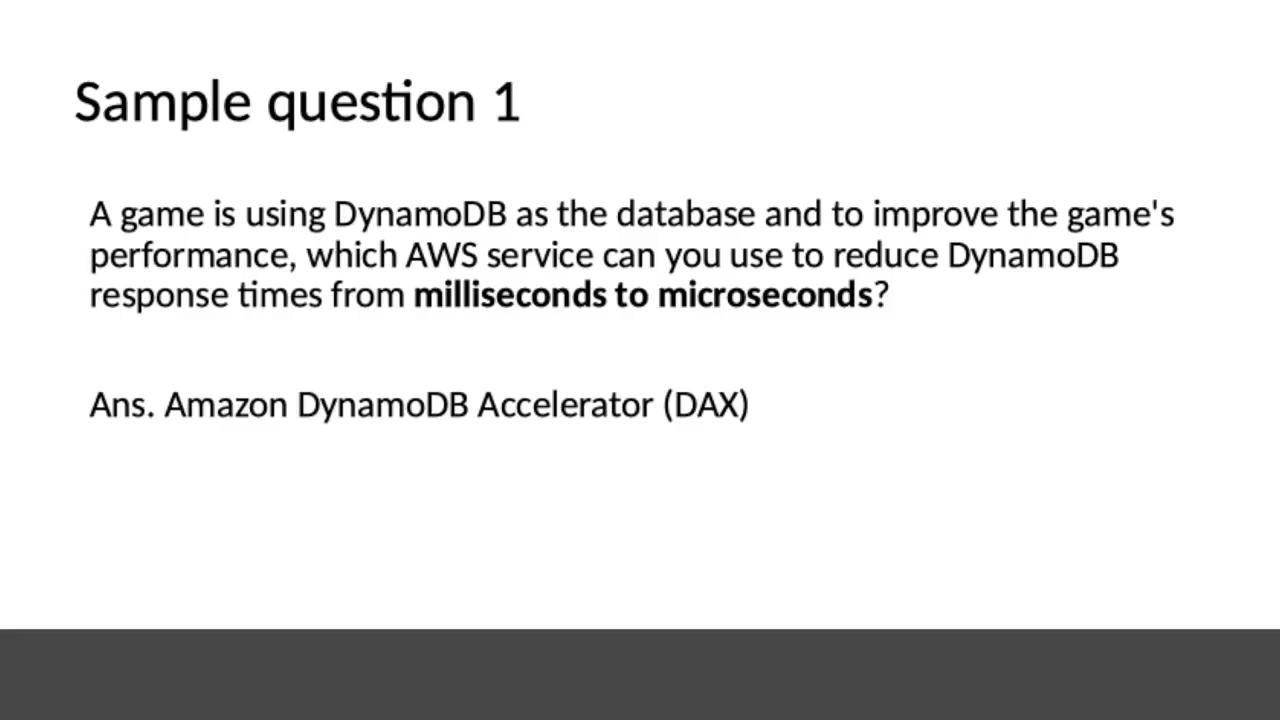 Sample question 1
A game is using DynamoDB as the database and to improve the game's
performance, which AWS service can you use to reduce DynamoDB
response times from milliseconds to microseconds?
Ans. Amazon DynamoDB Accelerator (DAX)